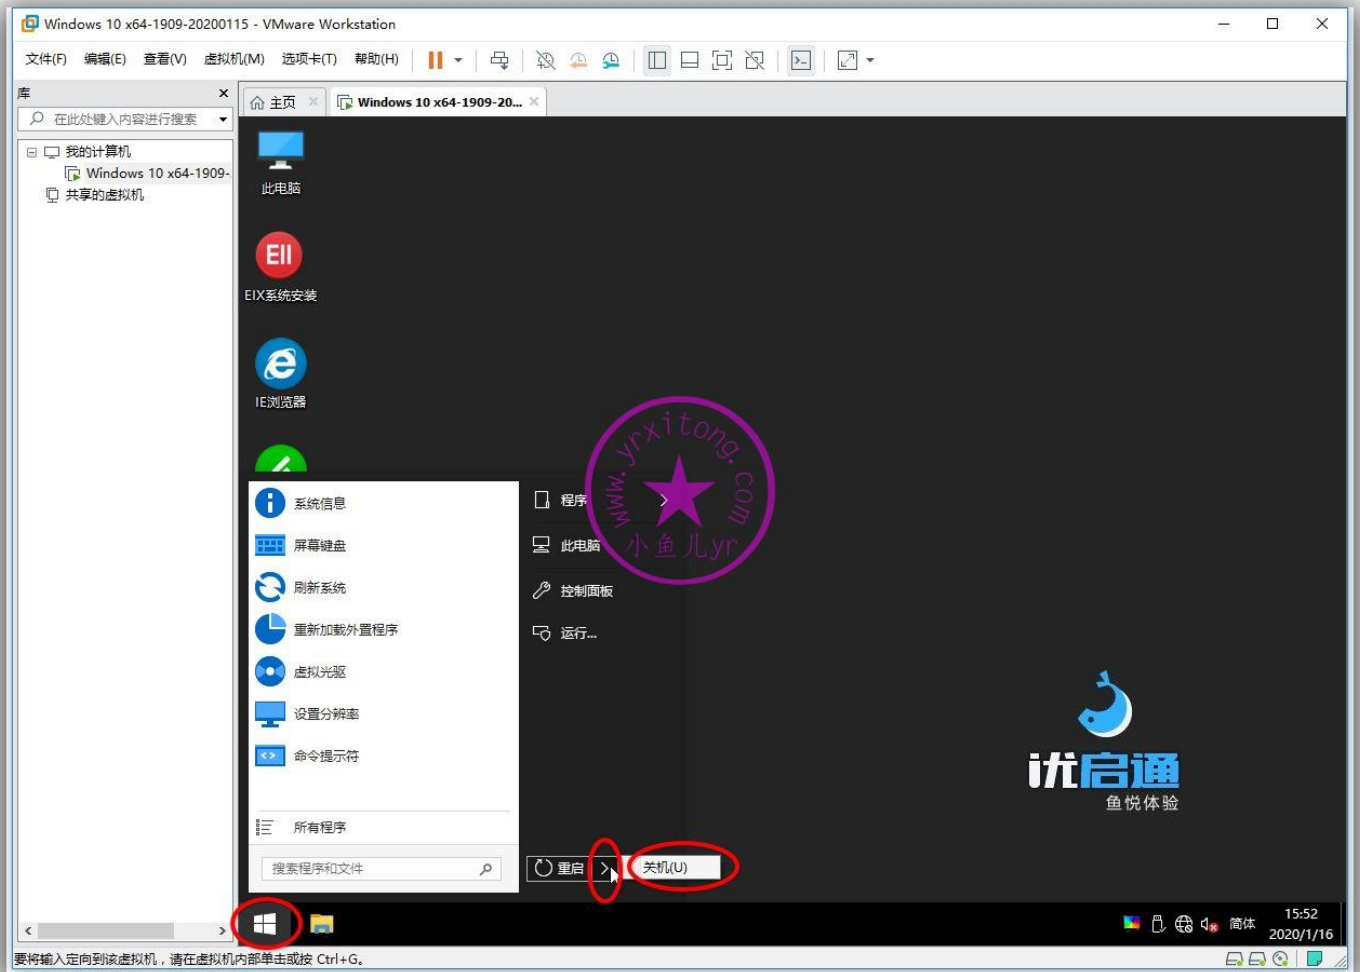 Windows 10 x64-1909-20200115 - VMware Workstation
文件(F) 编辑(E) 查看(V) 虚拟机(M) 选项卡(T) 帮助(H)
库
主页
Windows 10 x64-1909-20...
在此处键入内容进行搜索
我的计算机
Windows 10 x64-1909-
共享的虚拟机
此电脑
EII
EIX系统安装
IE浏览器
www.yrxitong.com
小鱼儿yr
系统信息
屏幕键盘
刷新系统
重新加载外置程序
虚拟光驱
设置分辨率
命令提示符
所有程序
搜索程序和文件
程序
此电脑
控制面板
运行...
重启
关机(U)
优启通
鱼悦体验
简体
15:52
2020/1/16
要将输入定向到该虚拟机，请在虚拟机内部单击或按 Ctrl+G。